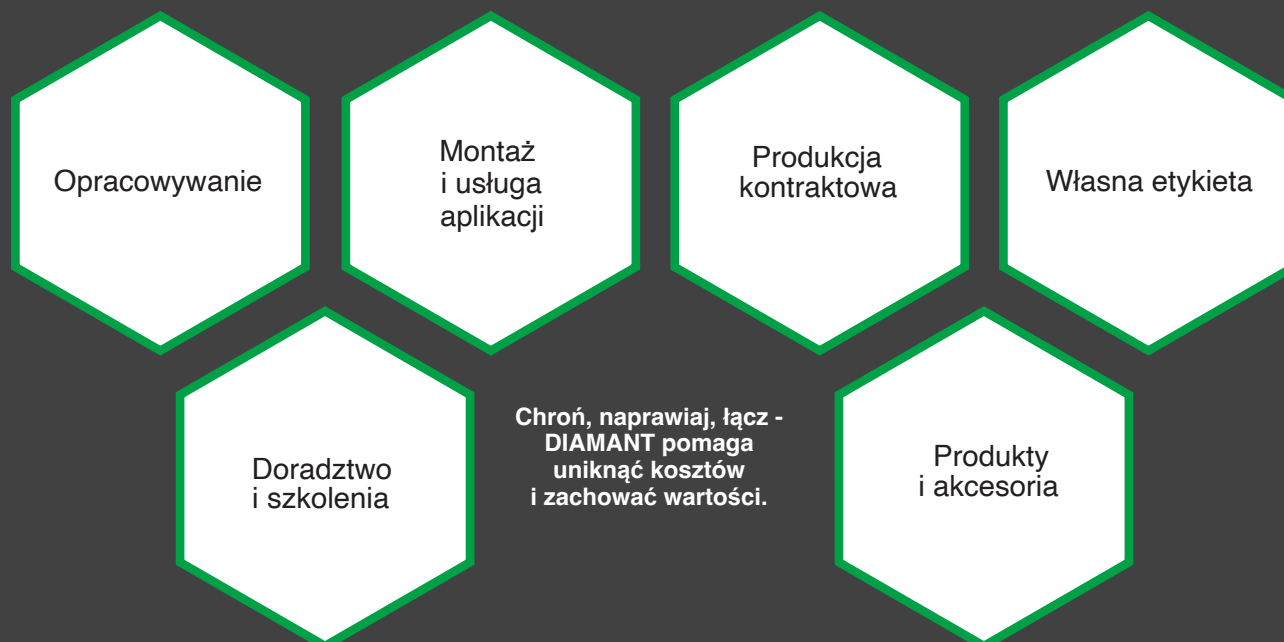 Opracowywanie
Montaż
i usługa
aplikacji
Produkcja
kontraktowa
Własna etykieta
Doradztwo
i szkolenia
Chroń, naprawiaj, łącz -
DIAMANT pomaga
uniknąć kosztów
i zachować wartości.
Produkty
i akcesoria